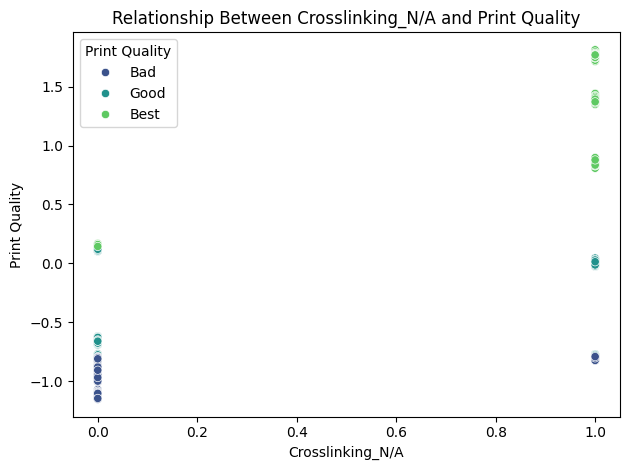 Relationship Between Crosslinking_N/A and Print Quality
Print Quality
Bad
Good
Best
Print Quality
1.5
1.0
0.5
0.0
−0.5
−1.0
0.0
0.2
0.4
0.6
0.8
1.0
Crosslinking_N/A